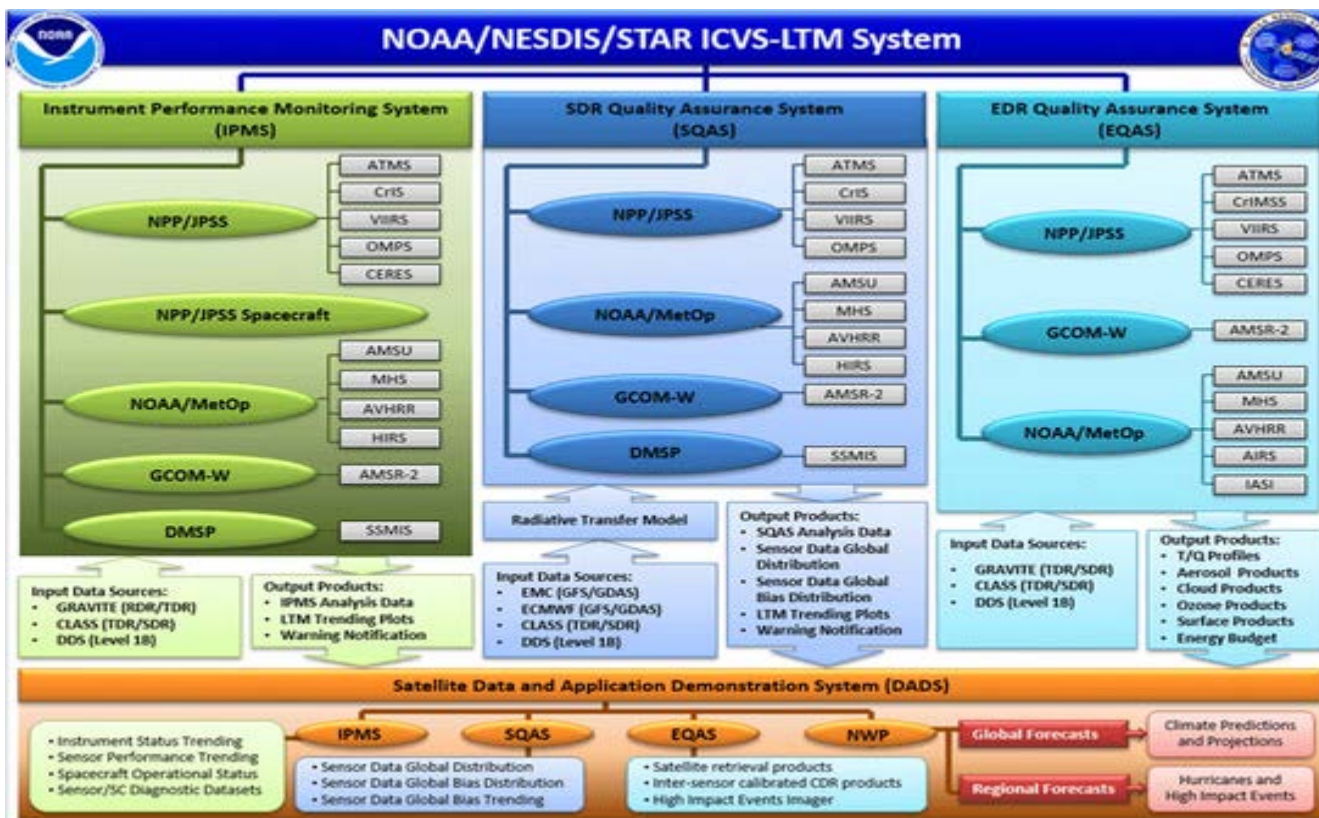 NOAA
NOAA/NESDIS/STAR ICVS-LTM System
Instrument Performance Monitoring System
(IPMS)
NPP/JPSS
ATMS
CrIS
VIIRS
OMPS
CERES
NPP/JPSS Spacecraft
NOAA/MetOp
AMSU
MHS
AVHRR
HIRS
GCOM-W
AMSR-2
DMSP
SSMIS
Input Data Sources:
• GRAVITE (RDR/TDR)
• CLASS (TDR/SDR)
• DDS (Level 1B)
Output Products:
• IPMS Analysis Data
• LTM Trending Plots
• Warning Notification
SDR Quality Assurance System
(SQAS)
NPP/JPSS
ATMS
CrIS
VIIRS
OMPS
NOAA/MetOp
AMSU
MHS
AVHRR
HIRS
GCOM-W
AMSR-2
DMSP
SSMIS
Radiative Transfer Model
Input Data Sources:
• EMC (GFS/GDAS)
• ECMWF (GFS/GDAS)
• CLASS (TDR/SDR)
• DDS (Level 1B)
Output Products:
• SQAS Analysis Data
• Sensor Data Global
Distribution
• Sensor Data Global
Bias Distribution
• LTM Trending Plots
• Warning Notification
EDR Quality Assurance System
(EQAS)
NPP/JPSS
ATMS
CrIMSS
VIIRS
OMPS
CERES
GCOM-W
AMSR-2
NOAA/MetOp
AMSU
MHS
AVHRR
AIRS
IASI
Input Data Sources:
• GRAVITE (TDR/SDR)
• CLASS (TDR/SDR)
• DDS (Level 1B)
Output Products:
• T/Q Profiles
• Aerosol Products
• Cloud Products
• Ozone Products
• Surface Products
• Energy Budget
Satellite Data and Application Demonstration System (DADS)
• Instrument Status Trending
• Sensor Performance Trending
• Spacecraft Operational Status
• Sensor/SC Diagnostic Datasets
IPMS
SQAS
• Sensor Data Global Distribution
• Sensor Data Global Bias Distribution
• Sensor Data Global Bias Trending
EQAS
• Satellite retrieval products
• Inter-sensor calibrated CDR products
• High Impact Events Imager
NWP
Global Forecasts
Climate Predictions
and Projections
Regional Forecasts
Hurricanes and
High Impact Events